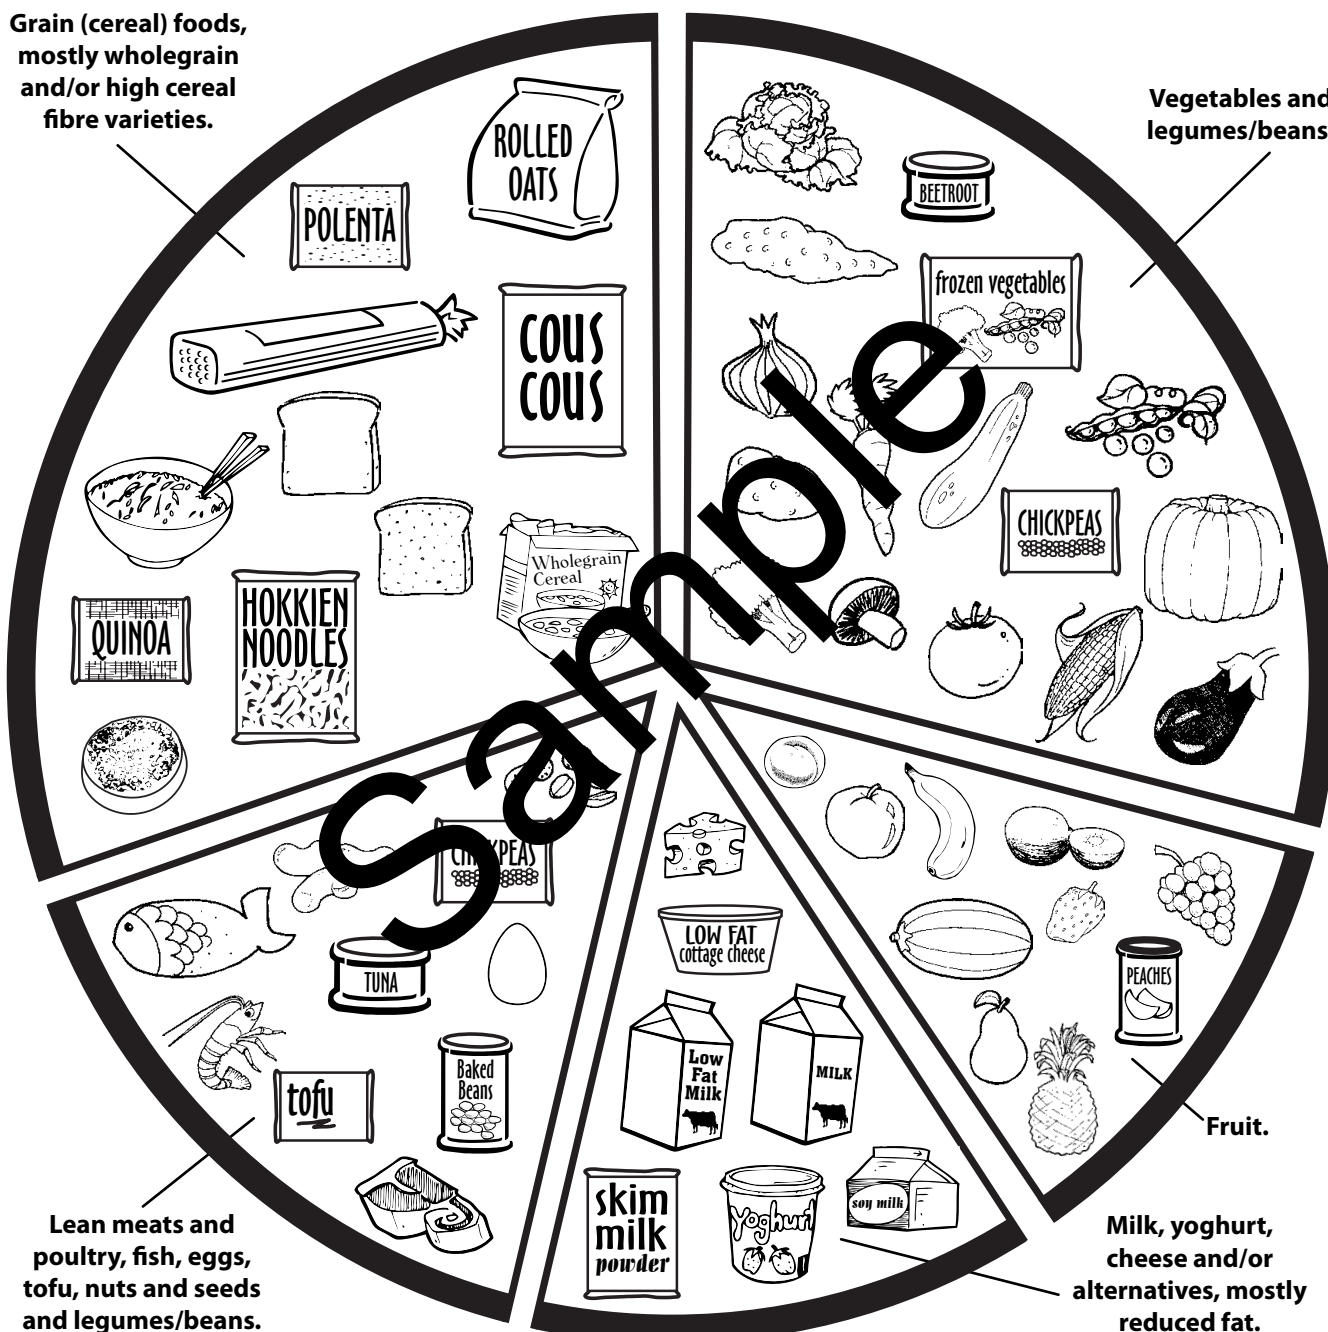 Grain (cereal) foods,
mostly wholegrain
and/or high cereal
fibre varieties.
Vegetables and
legumes/beans
ROLLED
OATS
POLENTA
BEETROOT
frozen vegetables
COUS
COUS
CHICKPEAS
Wholegrain
Cereal
HOKKIEN
NOODLES
QUINOA
Sample
CHICKPEAS
LOW FAT
cottage cheese
TUNA
PEACHES
Low
Fat
Milk
MILK
Baked
Beans
tofu
Fruit.
skim
milk
powder
yoghurt
soy milk
Lean meats and
poultry, fish, eggs,
tofu, nuts and seeds
and legumes/beans.
Milk, yoghurt,
cheese and/or
alternatives, mostly
reduced fat.